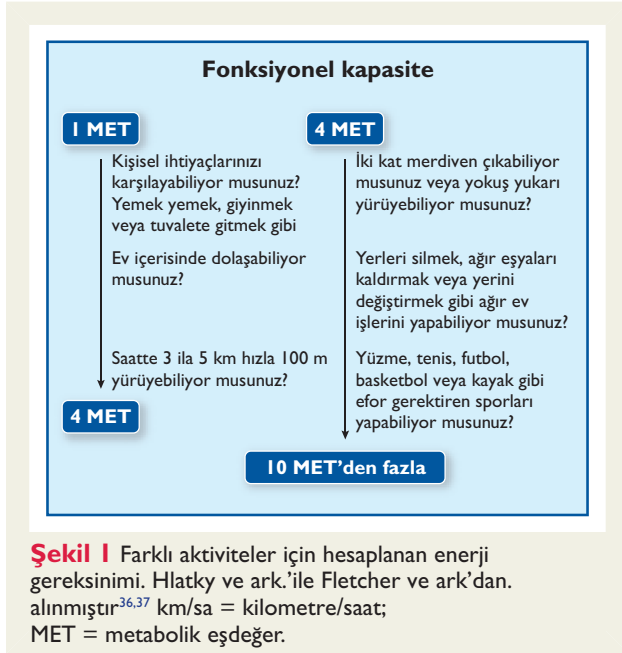 Fonksiyonel kapasite
1 MET
Kişisel ihtiyaçlarınızı
karşılayabiliyor musunuz?
Yemek yemek, giyinmek
veya tuvalete gitmek gibi
Ev içerisinde dolaşabiliyor
musunuz?
Saatte 3 ila 5 km hızla 100 m
yürüyebiliyor musunuz?
4 MET
4 MET
İki kat merdiven çıkabiliyor
musunuz veya yokuş yukarı
yürüyebiliyor musunuz?
Yerleri silmek, ağır eşyaları
kaldırmak veya yerini
değiştirmek gibi ağır ev
işlerini yapabiliyor musunuz?
Yüzme, tenis, futbol,
basketbol veya kayak gibi
efor gerektiren sporları
yapabiliyor musunuz?
10 MET'den fazla
Şekil 1 Farklı aktiviteler için hesaplanan enerji
gereksinimi. Hlatky ve ark.'ile Fletcher ve ark'dan.
alınmıştır36,37 km/sa = kilometre/saat;
MET = metabolik eşdeğer.